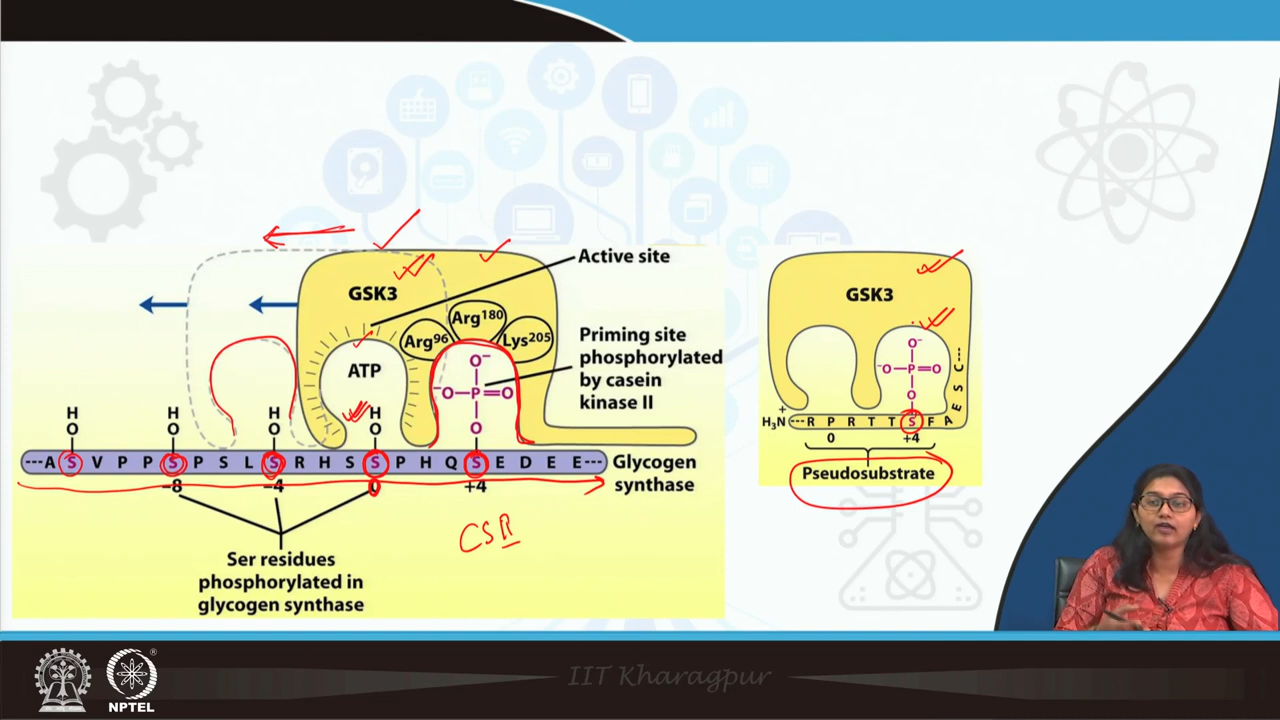 Active site
GSK3
Arg96
Arg180
Lys205
ATP
Priming site
phosphorylated
by casein
kinase II
O−
−O P O
O
H H H H
O O O O
---A S V P P S P S L S R H S S P H Q S E D E E---
Glycogen
synthase
−8 −4 0 +4
CSB
Ser residues
phosphorylated in
glycogen synthase
GSK3
O−
−O P O
O
H3N+ ---R P R T T S F A E S C---
0 +4
Pseudosubstrate
IIT Kharagpur
NPTEL
®